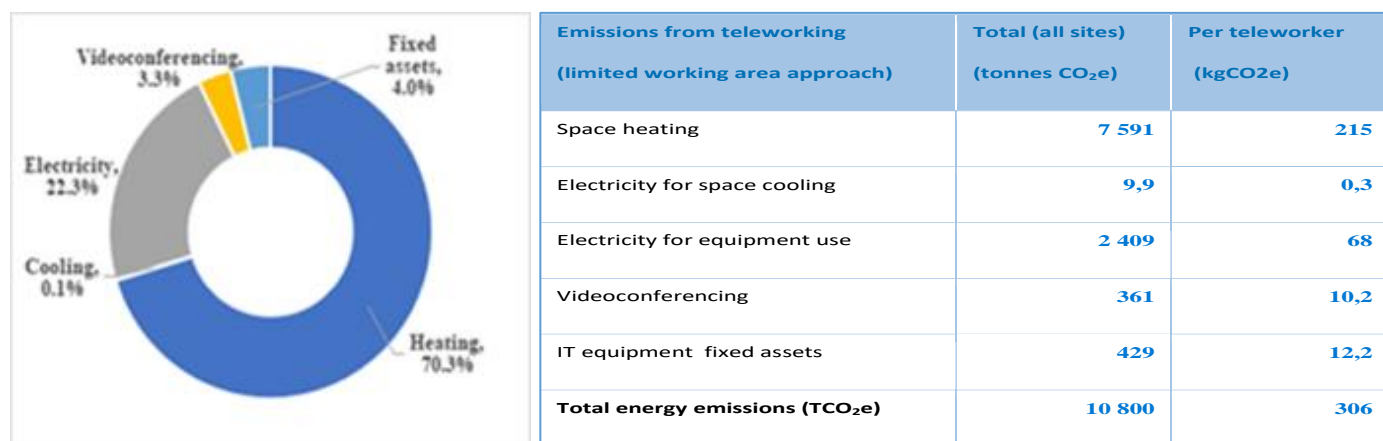 Videoconferencing,
3.3%
Fixed
assets,
4.0%
Electricity,
22.3%
Cooling,
0.1%
Heating,
70.3%
Emissions from teleworking
(limited working area approach)
Total (all sites)
(tonnes CO₂e)
Per teleworker
(kgCO2e)
Space heating 7 591 215
Electricity for space cooling 9,9 0,3
Electricity for equipment use 2 409 68
Videoconferencing 361 10,2
IT equipment  fixed assets 429 12,2
Total energy emissions (TCO₂e) 10 800 306